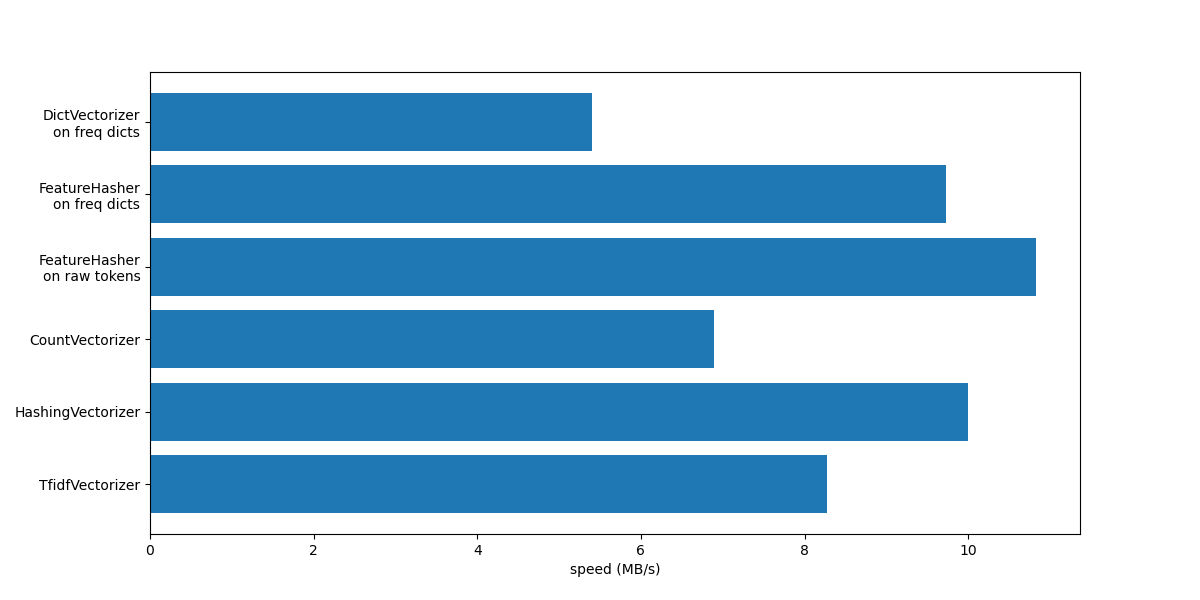 DictVectorizer
on freq dicts
FeatureHasher
on freq dicts
FeatureHasher
on raw tokens
CountVectorizer
HashingVectorizer
TfidfVectorizer
0 2 4 6 8 10
speed (MB/s)